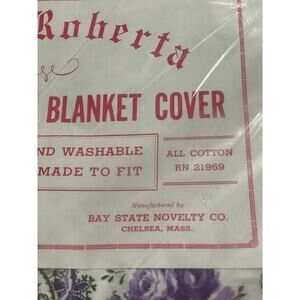 Roberta
BLANKET COVER
ND WASHABLE
MADE TO FIT
ALL COTTON
RN 21969
Manufactured by
BAY STATE NOVELTY CO.
CHELSEA, MASS.